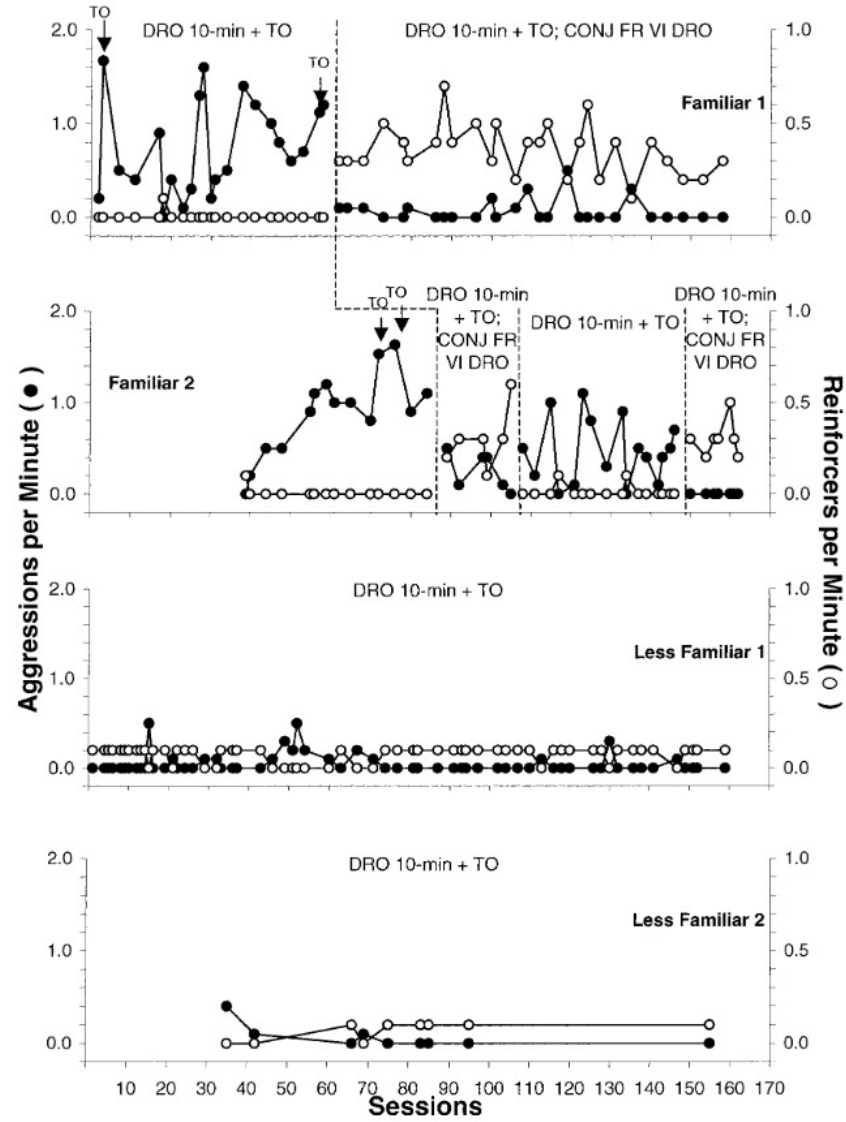 TO
2.0
DRO 10-min + TO
DRO 10-min + TO; CONJ FR VI DRO
1.0
TO
Familiar 1
1.0
0.5
0.0
0.0
2.0
TO
TO
DRO 10-min
+ TO;
CONJ FR
VI DRO
DRO 10-min + TO
DRO 10-min
+ TO;
CONJ FR
VI DRO
1.0
Familiar 2
1.0
0.5
0.0
0.0
Aggressions per Minute ( ● )
Reinforcers per Minute ( ○ )
2.0
DRO 10-min + TO
1.0
Less Familiar 1
1.0
0.5
0.0
0.0
2.0
DRO 10-min + TO
1.0
Less Familiar 2
1.0
0.5
0.0
0.0
10 20 30 40 50 60 70 80 90 100 110 120 130 140 150 160 170
Sessions